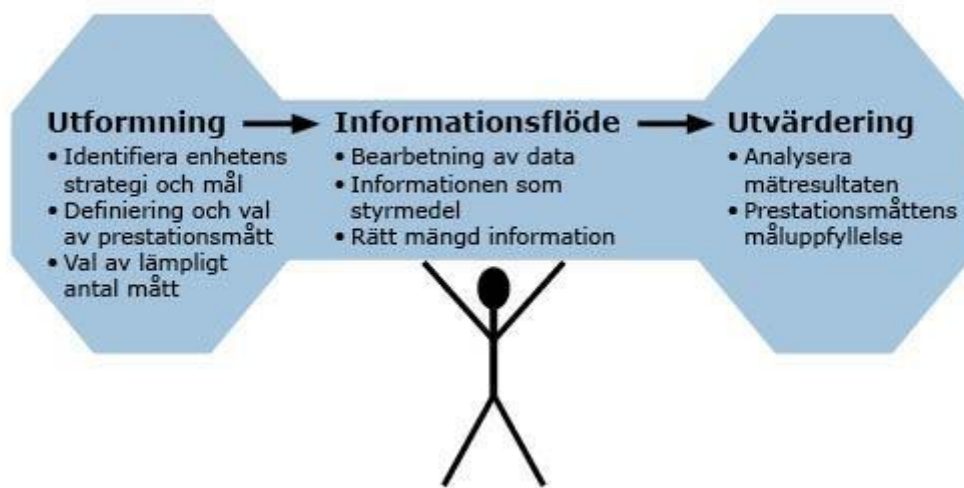 Utformning
• Identifiera enhetens
strategi och mål
• Definiering och val
av prestationsmått
• Val av lämpligt
antal mått
Informationsflöde
• Bearbetning av data
• Informationen som
styrmedel
• Rätt mängd information
Utvärdering
• Analysera
mätresultaten
• Prestationsmåttens
måluppfyllelse